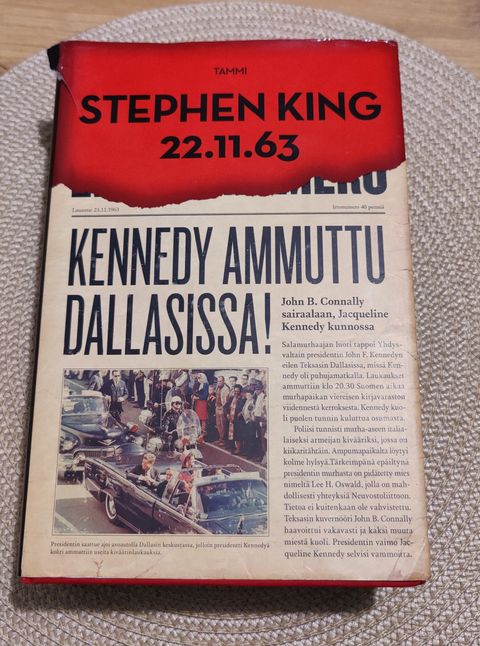 TAMMI
STEPHEN KING
22.11.63
Lauantai 23.11.1963
Irtonumero 40 penniä
KENNEDY AMMUTTU
DALLASISSA!
John B. Connally
sairaalaan, Jacqueline
Kennedy kunnossa
Salamurhaajan luoti tappoi Yhdys-
valtain presidentin John F. Kennedyn
eilen Teksasin Dallasissa, missä Ken-
nedy oli puhujamatkalla. Laukaukset
ammuttiin klo 20.30 Suomen aikaa
murhapaikan viereisen kirjavaraston
viidennestä kerroksesta. Kennedy kuo-
li puolen tunnin kuluttua osumasta.
Poliisi tunnisti murha-aseen italia-
laiseksi armeijan kivääriksi, jossa on
kiikaritähtäin. Ampumapaikalta löytyi
kolme hylsyä. Tärkeimpänä epäiltynä
presidentin murhasta on pidätetty mies
nimeltä Lee H. Oswald, jolla on mah-
dollisesti yhteyksiä Neuvostoliittoon.
Tietoa ei kuitenkaan ole vahvistettu.
Teksasin kuvernööri John B. Connally
haavoittui vakavasti ja kaksi muuta
miestä kuoli. Presidentin vaimo Jac-
queline Kennedy selvisi vammoitta.
Presidentin saattue ajoi avoautolla Dallasin keskustassa, jolloin presidentti Kennedyä
kohti ammuttiin useita kiväärinlaukauksia.